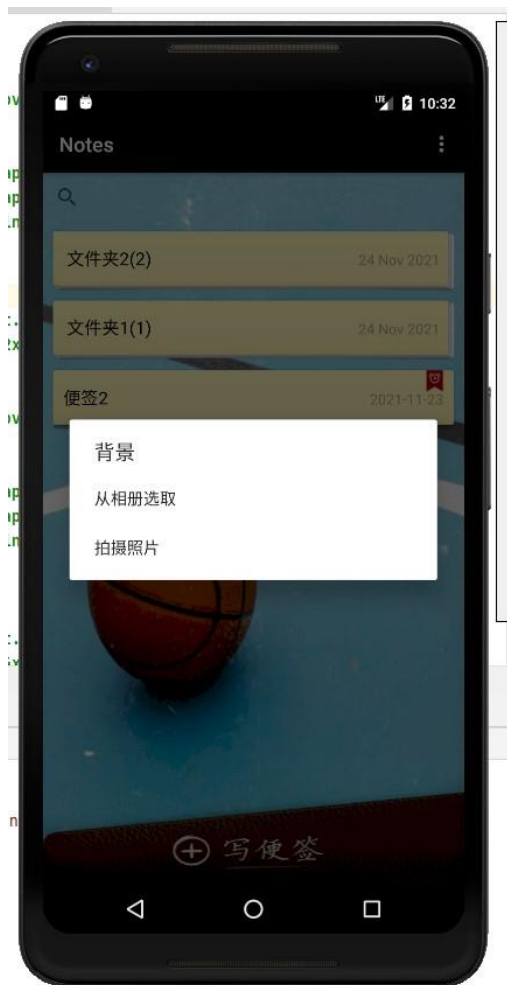 LTE 10:32
Notes
文件夹2(2) 24 Nov 2021
文件夹1(1) 24 Nov 2021
便签2 2021-11-23
背景
从相册选取
拍摄照片
写便签